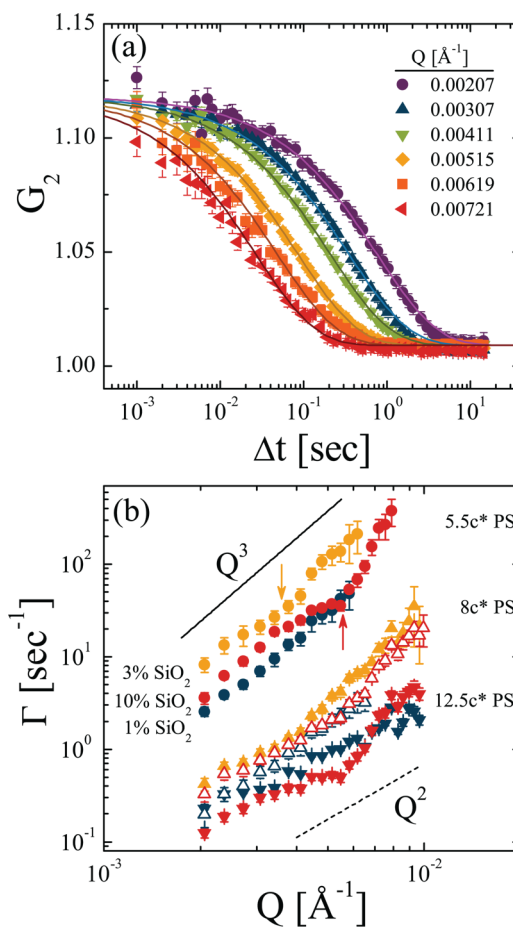 (a)
1.15
1.10
1.05
1.00
G₂
Q [Å⁻¹]
0.00207
0.00307
0.00411
0.00515
0.00619
0.00721
10⁻³
10⁻²
10⁻¹
10⁰
10¹
Δt [sec]
(b)
10²
10¹
10⁰
10⁻¹
Γ [sec⁻¹]
Q³
5.5c* PS
8c* PS
12.5c* PS
3% SiO₂
10% SiO₂
1% SiO₂
Q²
10⁻³
10⁻²
Q [Å⁻¹]